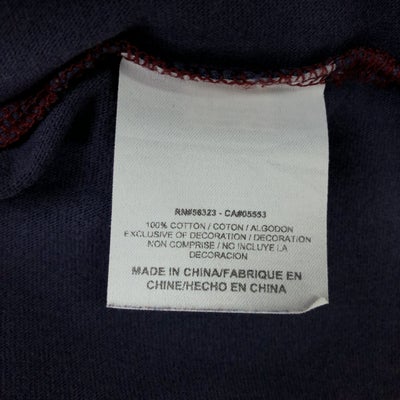 RN#56323 - CA#05553
100% COTTON / COTON / ALGODON
EXCLUSIVE OF DECORATION / DECORATION
NON COMPRISE / NO INCLUYE LA
DECORACION
MADE IN CHINA/FABRIQUE EN
CHINE/HECHO EN CHINA